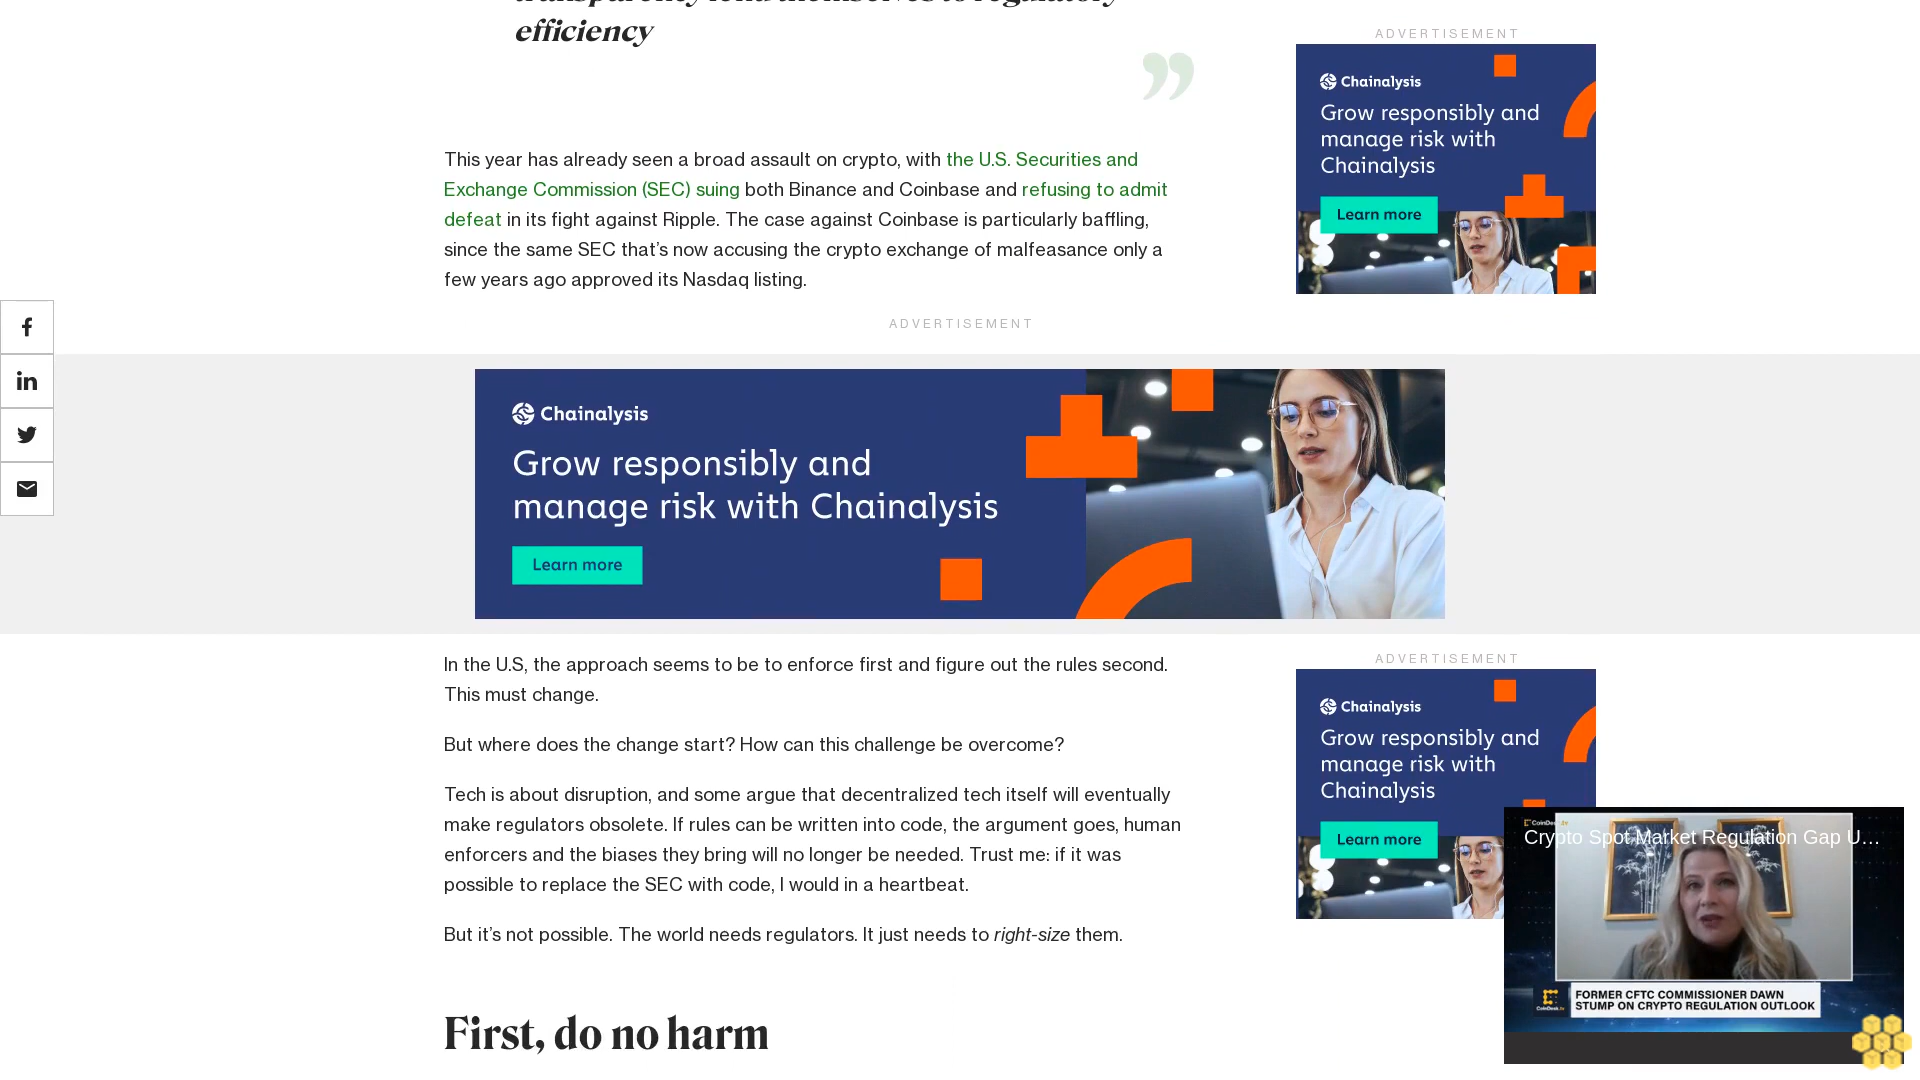 efficiency
”
ADVERTISEMENT
Chainalysis
Grow responsibly and
manage risk with
Chainalysis
Learn more
This year has already seen a broad assault on crypto, with the U.S. Securities and
Exchange Commission (SEC) suing both Binance and Coinbase and refusing to admit
defeat in its fight against Ripple. The case against Coinbase is particularly baffling,
since the same SEC that’s now accusing the crypto exchange of malfeasance only a
few years ago approved its Nasdaq listing.
ADVERTISEMENT
Chainalysis
Grow responsibly and
manage risk with Chainalysis
Learn more
In the U.S, the approach seems to be to enforce first and figure out the rules second.
This must change.
But where does the change start? How can this challenge be overcome?
Tech is about disruption, and some argue that decentralized tech itself will eventually
make regulators obsolete. If rules can be written into code, the argument goes, human
enforcers and the biases they bring will no longer be needed. Trust me: if it was
possible to replace the SEC with code, I would in a heartbeat.
But it’s not possible. The world needs regulators. It just needs to right-size them.
First, do no harm
ADVERTISEMENT
Chainalysis
Grow responsibly and
manage risk with
Chainalysis
Learn more
Crypto Spot Market Regulation Gap U...
FORMER CFTC COMMISSIONER DAWN
STUMP ON CRYPTO REGULATION OUTLOOK
CoinDesk.tv